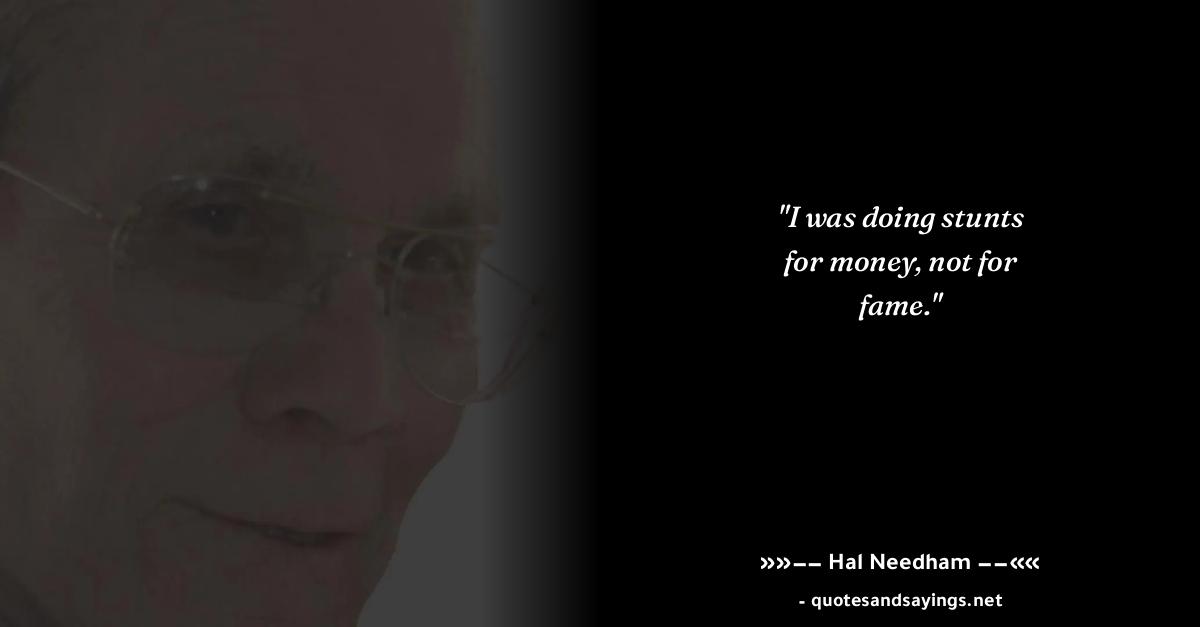 "I was doing stunts
for money, not for
fame."
»»−− Hal Needham −−««
- quotesandsayings.net